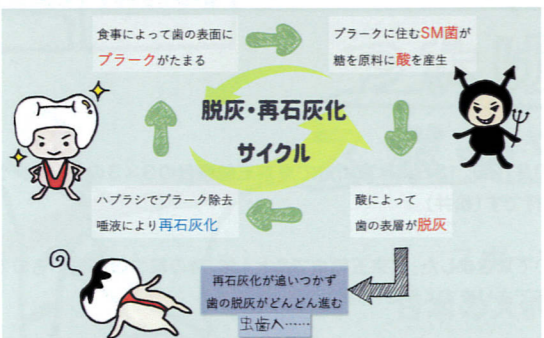 食事によって歯の表面に
プラークがたまる
プラークに住むSM菌が
糖を原料に酸を産生
脱灰・再石灰化
サイクル
酸によって
歯の表層が脱灰
ハブラシでプラーク除去
唾液により再石灰化
再石灰化が追いつかず
歯の脱灰がどんどん進む
虫歯へ……